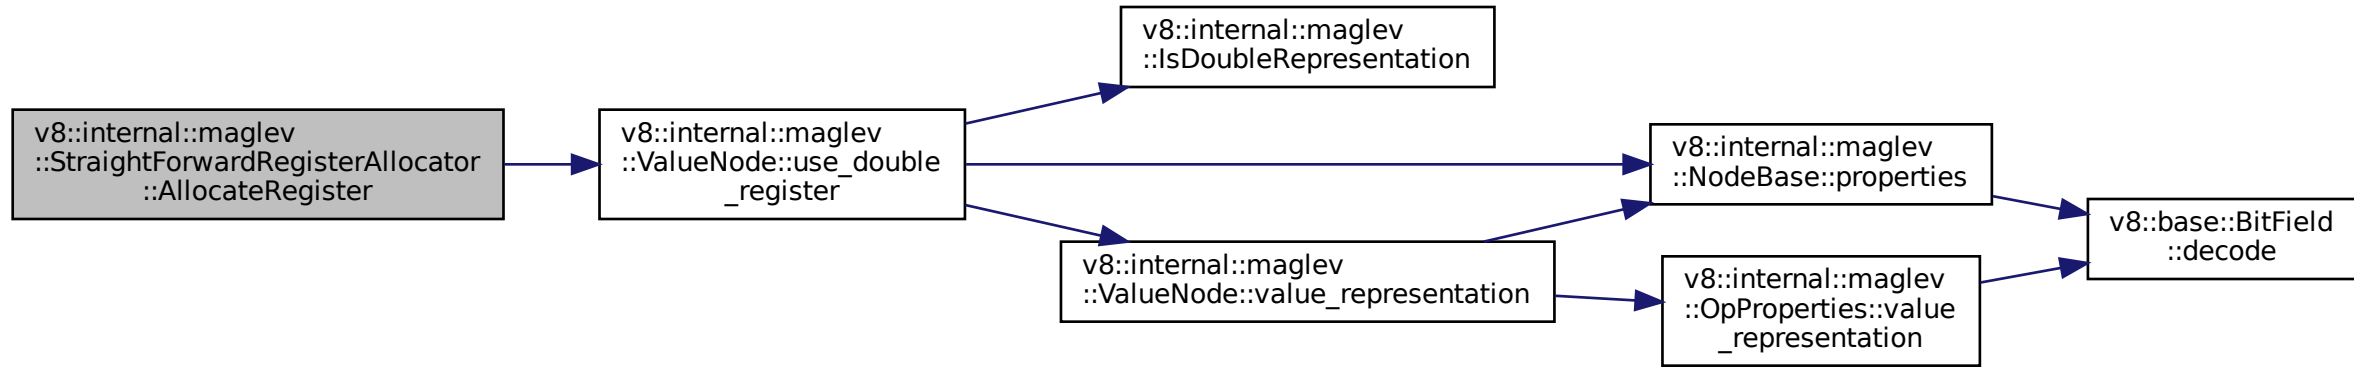 v8::internal::maglev
::StraightForwardRegisterAllocator
::AllocateRegister
v8::internal::maglev
::ValueNode::use_double
_register
v8::internal::maglev
::IsDoubleRepresentation
v8::internal::maglev
::ValueNode::value_representation
v8::internal::maglev
::NodeBase::properties
v8::internal::maglev
::OpProperties::value
_representation
v8::base::BitField
::decode